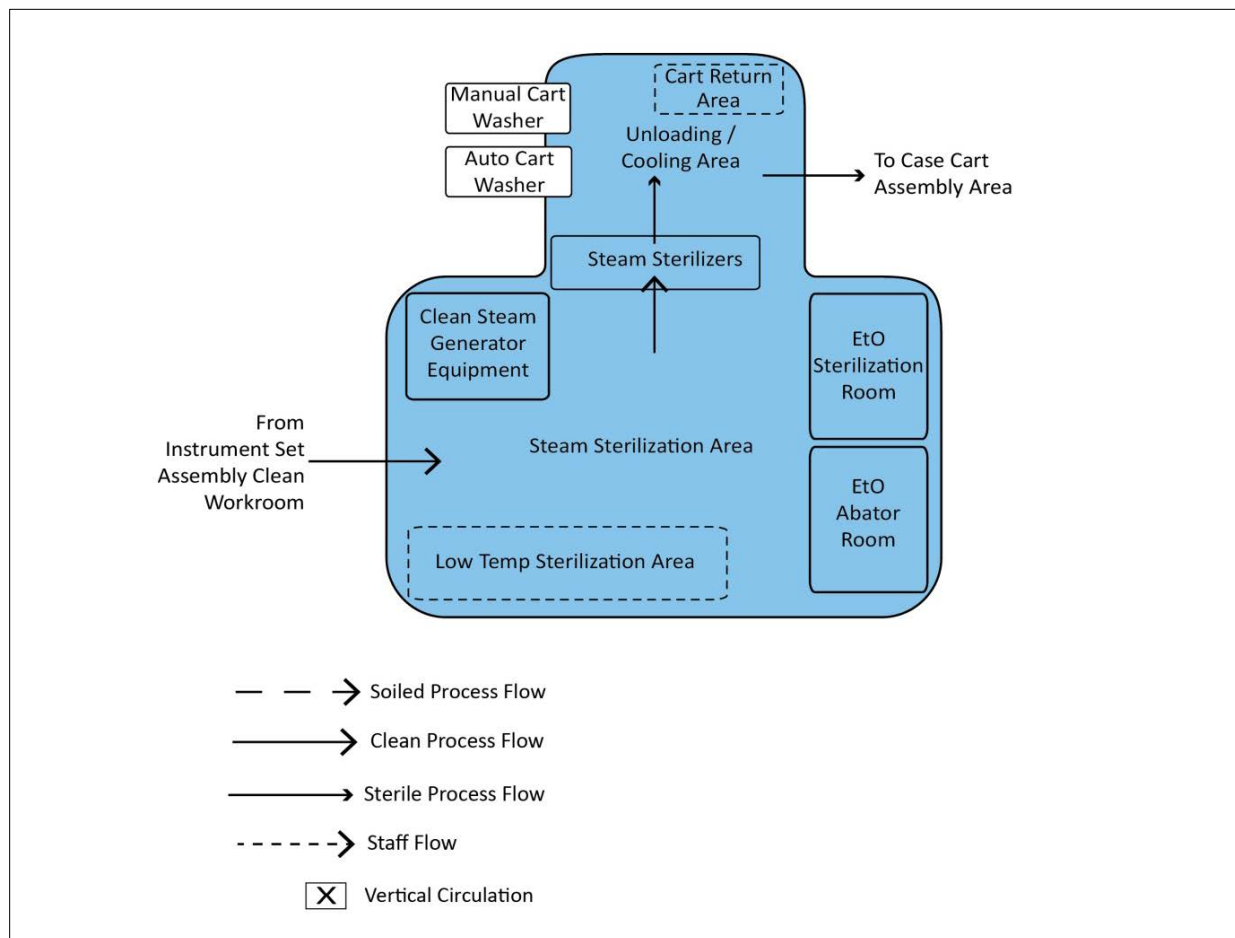 Cart Return
Area
Manual Cart
Washer
Unloading /
Cooling Area
Auto Cart
Washer
To Case Cart
Assembly Area
Steam Sterilizers
Clean Steam
Generator
Equipment
EtO
Sterilization
Room
From
Instrument Set
Assembly Clean
Workroom
Steam Sterilization Area
EtO
Abator
Room
Low Temp Sterilization Area
Soiled Process Flow
Clean Process Flow
Sterile Process Flow
Staff Flow
X Vertical Circulation